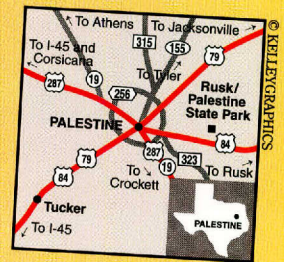 To Athens
To Jacksonville
315
155
79
To I-45 and
Corsicana
To Tyler
287
19
256
Rusk/
Palestine
State Park
PALESTINE
84
79
287
323
84
19
To
Crockett
To Rusk
Tucker
To I-45
PALESTINE
© KELLEYGRAPHICS